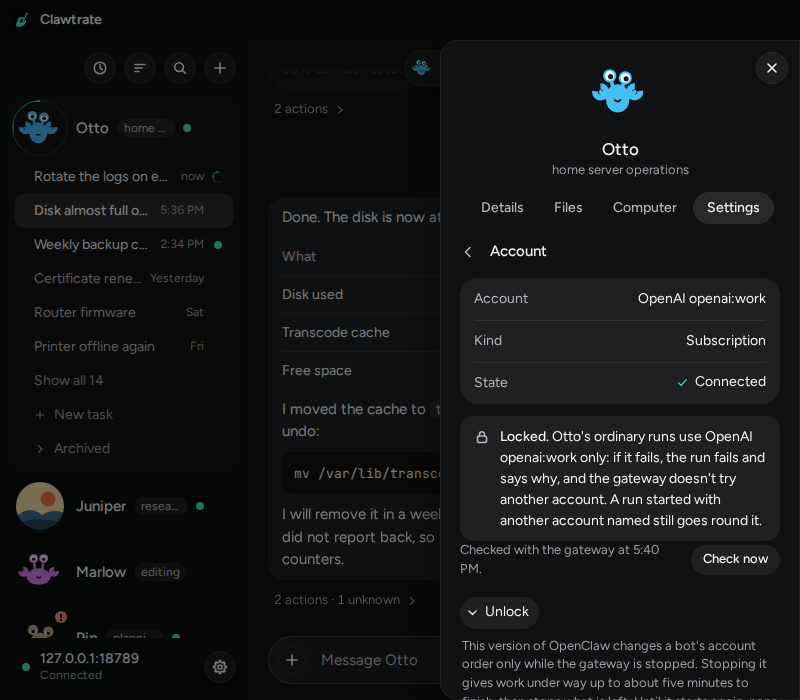 Clawtrate
Otto
home ...
Rotate the logs on e...
now
Disk almost full o...
5:36 PM
Weekly backup c...
2:34 PM
Certificate rene...
Yesterday
Router firmware
Sat
Printer offline again
Fri
Show all 14
New task
Archived
Juniper
resea...
Marlow
editing
Pip
planni...
127.0.0.1:18789
Connected
2 actions
Done. The disk is now at
What
Disk used
Transcode cache
Free space
I moved the cache to
undo:
mv /var/lib/transc
I will remove it in a wee
did not report back, so
counters.
2 actions · 1 unknown
Message Otto
Otto
home server operations
Details
Files
Computer
Settings
Account
Account
OpenAI openai:work
Kind
Subscription
State
Connected
Locked. Otto's ordinary runs use OpenAI
openai:work only: if it fails, the run fails and
says why, and the gateway doesn't try
another account. A run started with
another account named still goes round it.
Checked with the gateway at 5:40
PM.
Check now
Unlock
This version of OpenClaw changes a bot's account
order only while the gateway is stopped. Stopping it
gives work under way up to about five minutes to